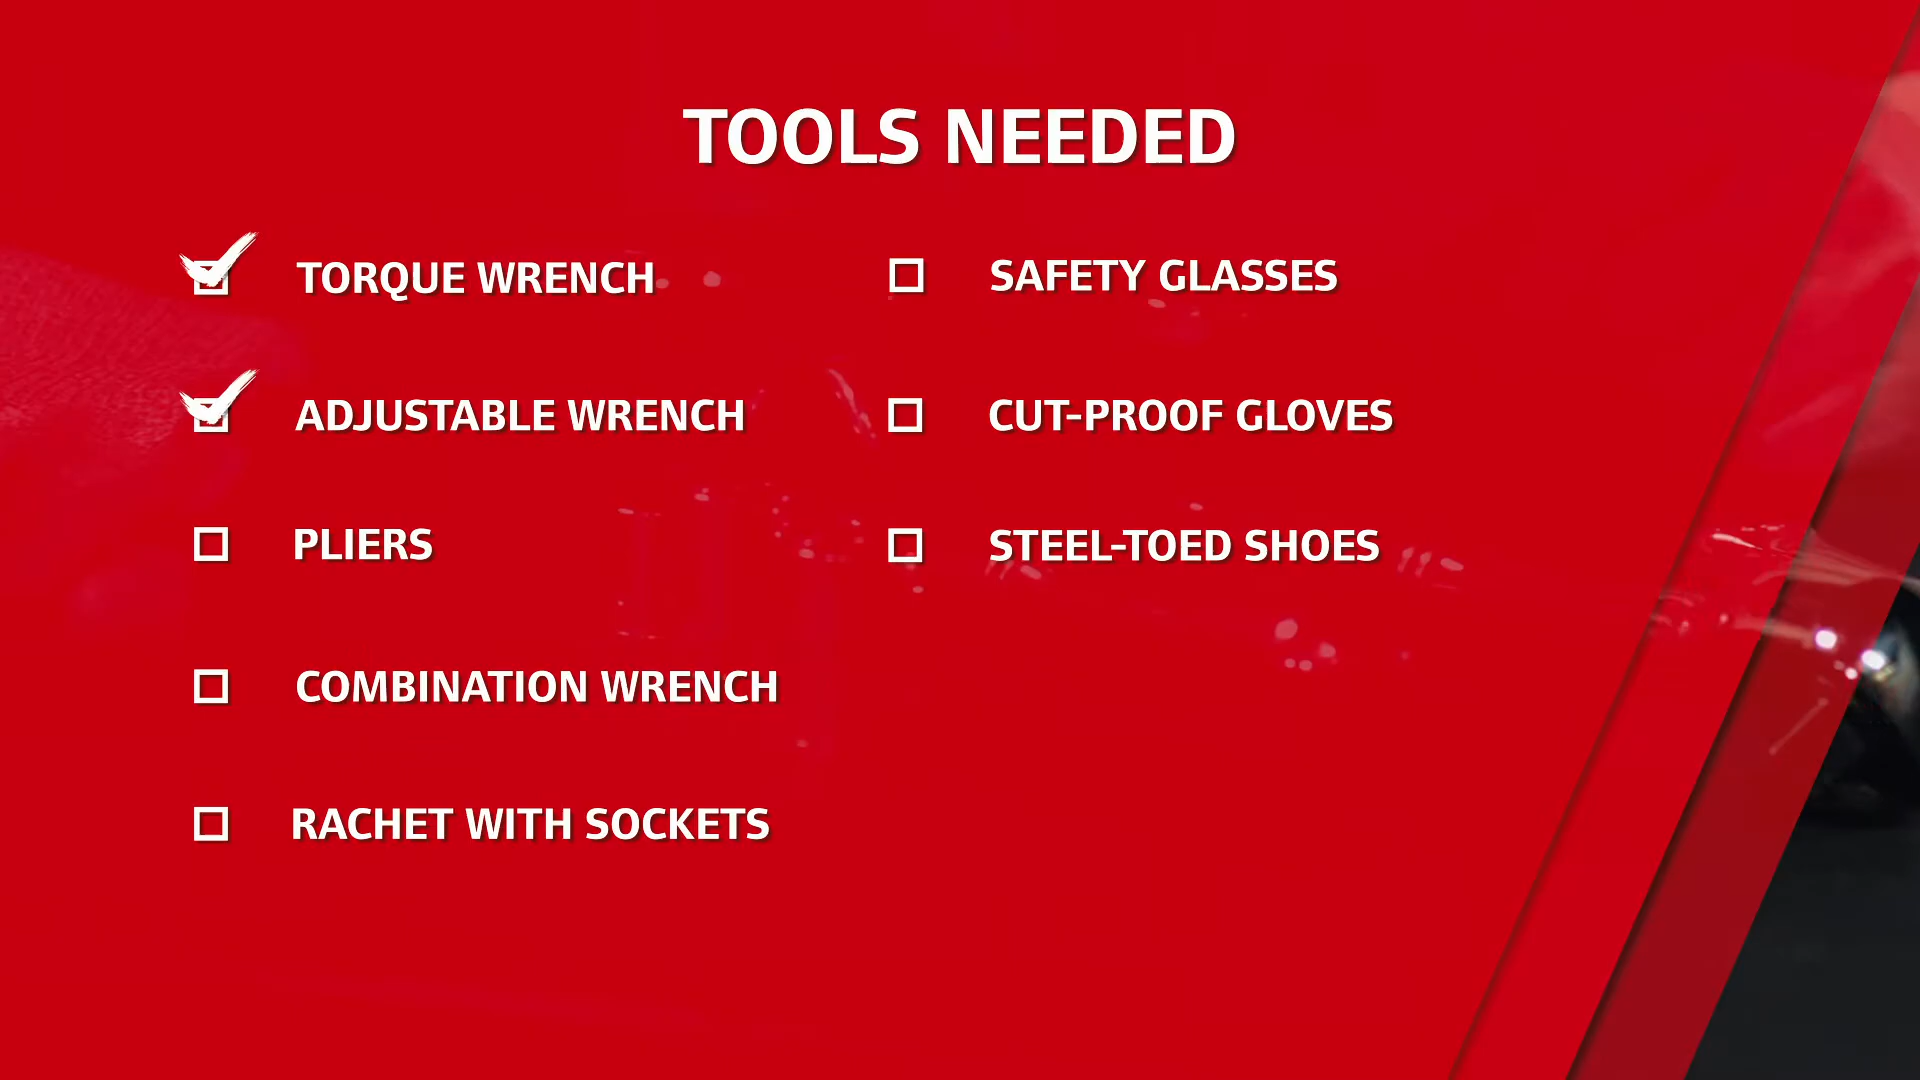 TOOLS NEEDED
TORQUE WRENCH
ADJUSTABLE WRENCH
PLIERS
COMBINATION WRENCH
RACHET WITH SOCKETS
SAFETY GLASSES
CUT-PROOF GLOVES
STEEL-TOED SHOES